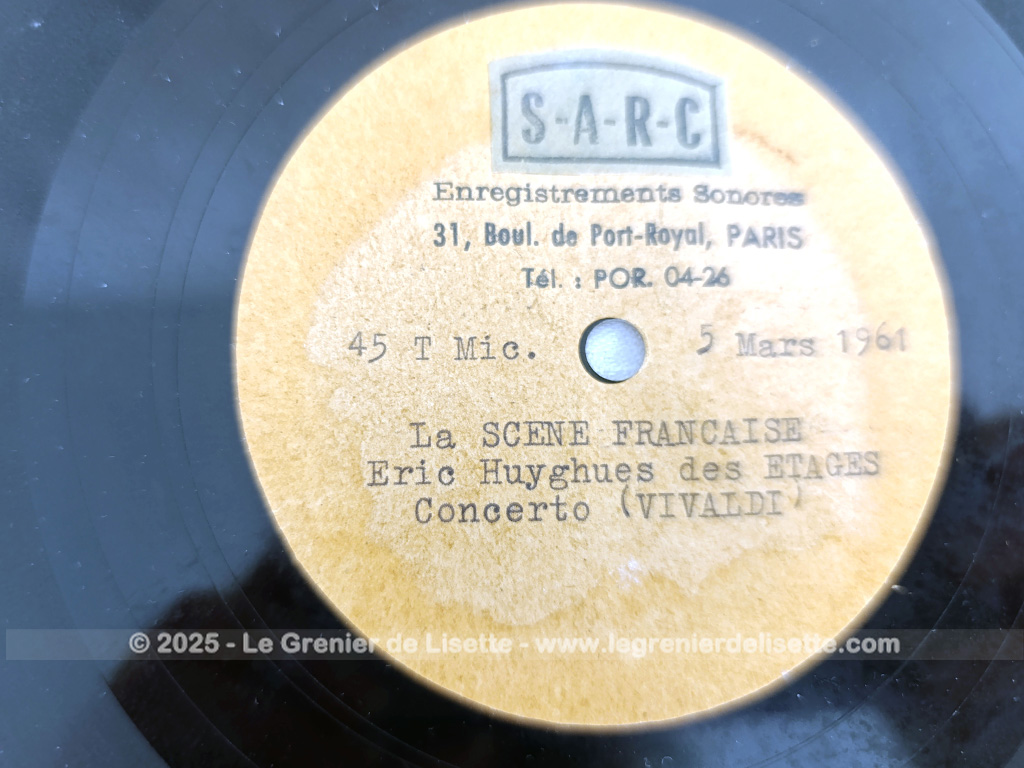 S-A-R-C
Enregistrements Sonores
31, Boul. de Port-Royal, PARIS
Tél. : POR. 04-26
45 T Mic. 5 Mars 1961
La SCENE FRANCAISE
Eric Huyghues des ETAGES
Concerto (VIVALDI)
© 2025 - Le Grenier de Lisette - www.legrenierdelisette.com